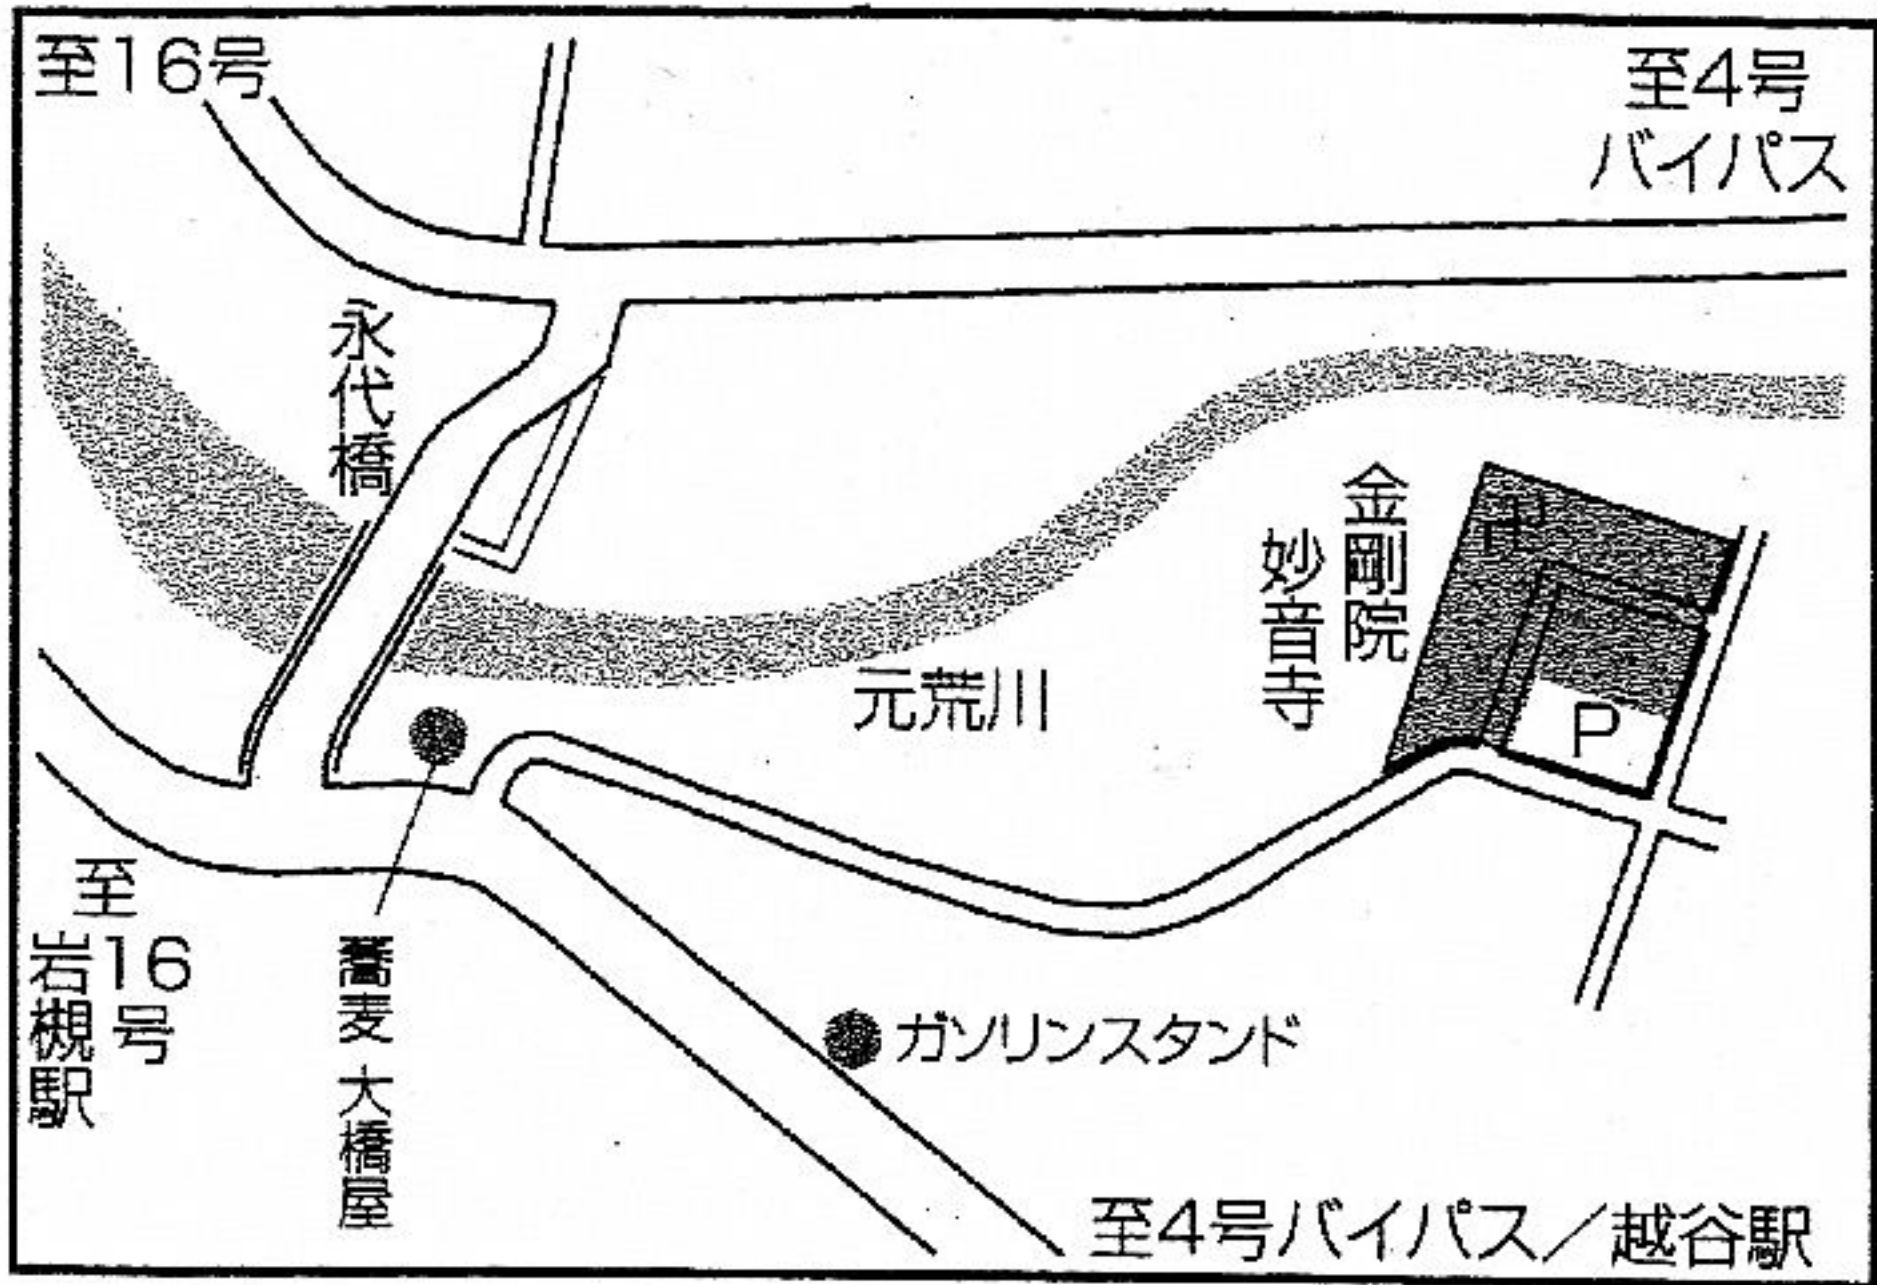 至16号
至4号
バイパス
永代橋
金剛院
妙音寺
卍
元荒川
P
至
16号
岩槻駅
蕎麦 大橋屋
ガソリンスタンド
至4号バイパス／越谷駅